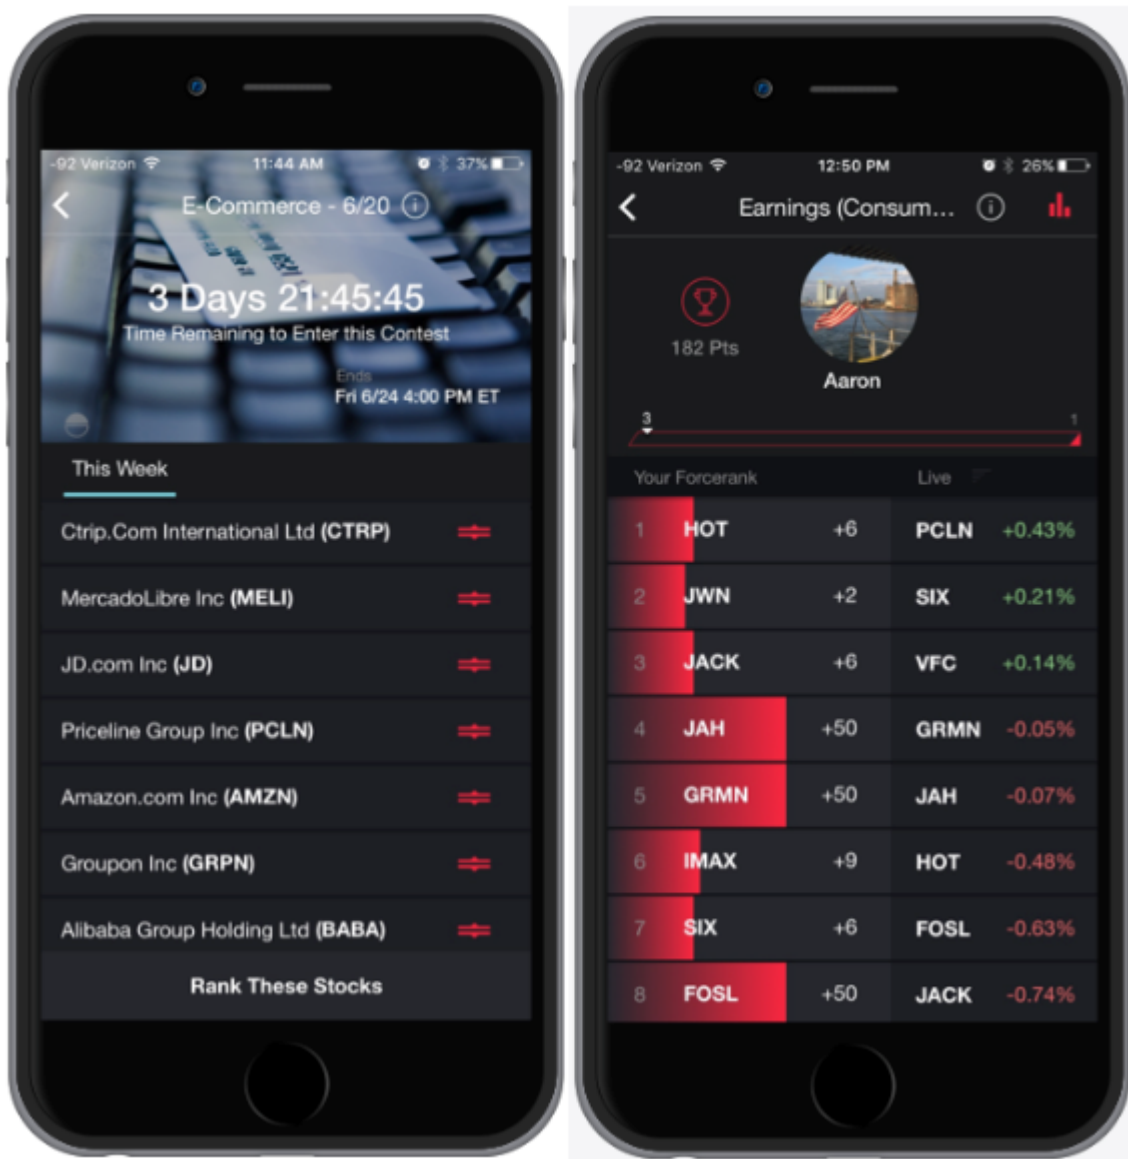 -92 Verizon 11:44 AM 37%
E-Commerce - 6/20
3 Days 21:45:45
Time Remaining to Enter this Contest
Ends
Fri 6/24 4:00 PM ET
This Week
Ctrip.Com International Ltd (CTRP)
MercadoLibre Inc (MELI)
JD.com Inc (JD)
Priceline Group Inc (PCLN)
Amazon.com Inc (AMZN)
Groupon Inc (GRPN)
Alibaba Group Holding Ltd (BABA)
Rank These Stocks
-92 Verizon 12:50 PM 26%
Earnings (Consum...
182 Pts
Aaron
3 1
Your Forcerank Live
1 HOT +6 PCLN +0.43%
2 JWN +2 SIX +0.21%
3 JACK +6 VFC +0.14%
4 JAH +50 GRMN -0.05%
5 GRMN +50 JAH -0.07%
6 IMAX +9 HOT -0.48%
7 SIX +6 FOSL -0.63%
8 FOSL +50 JACK -0.74%